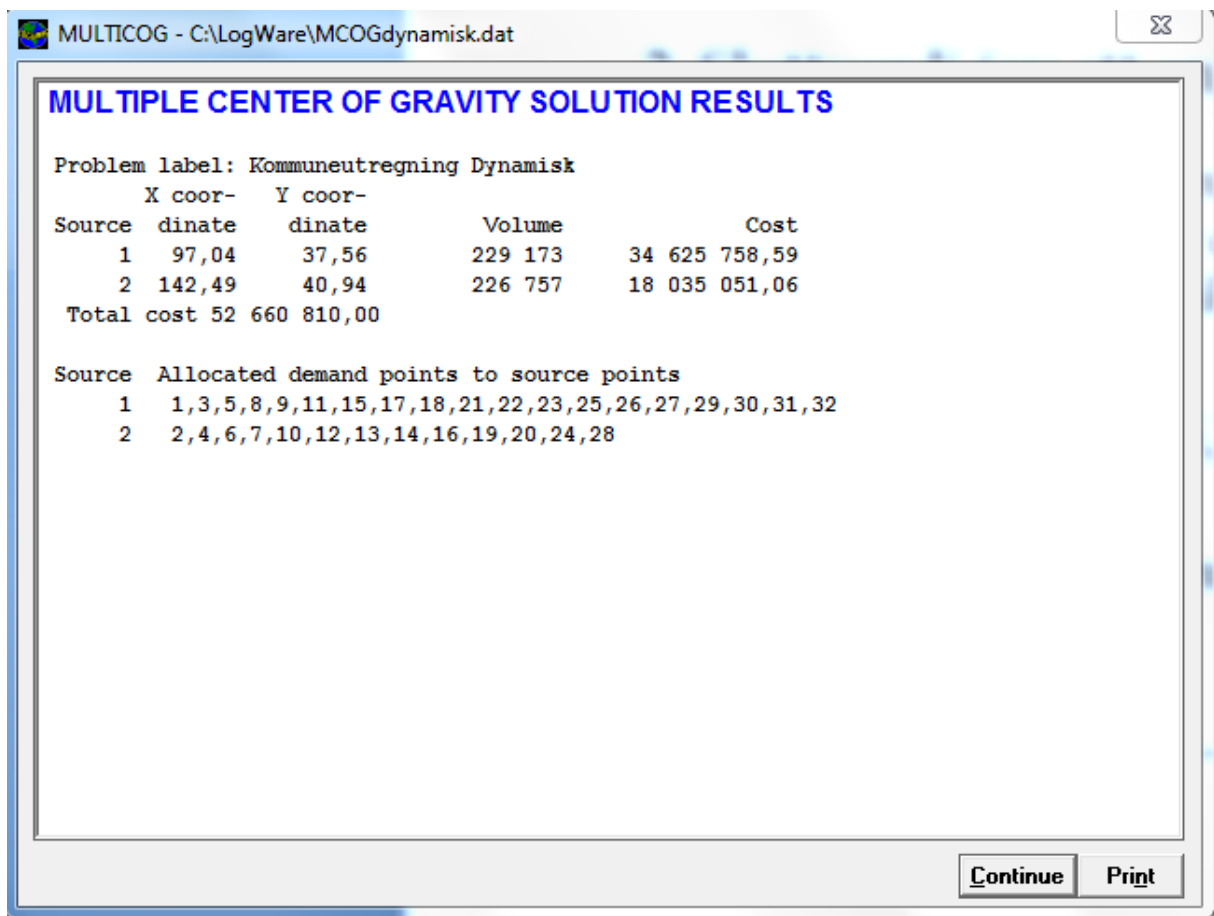 MULTICOG - C:\LogWare\MCOGdynamisk.dat
MULTIPLE CENTER OF GRAVITY SOLUTION RESULTS
Problem label: Kommuneutregning Dynamisk
X coor- Y coor-
Source dinate dinate Volume Cost
1 97,04 37,56 229 173 34 625 758,59
2 142,49 40,94 226 757 18 035 051,06
Total cost 52 660 810,00
Source Allocated demand points to source points
1 1,3,5,8,9,11,15,17,18,21,22,23,25,26,27,29,30,31,32
2 2,4,6,7,10,12,13,14,16,19,20,24,28
Continue Print